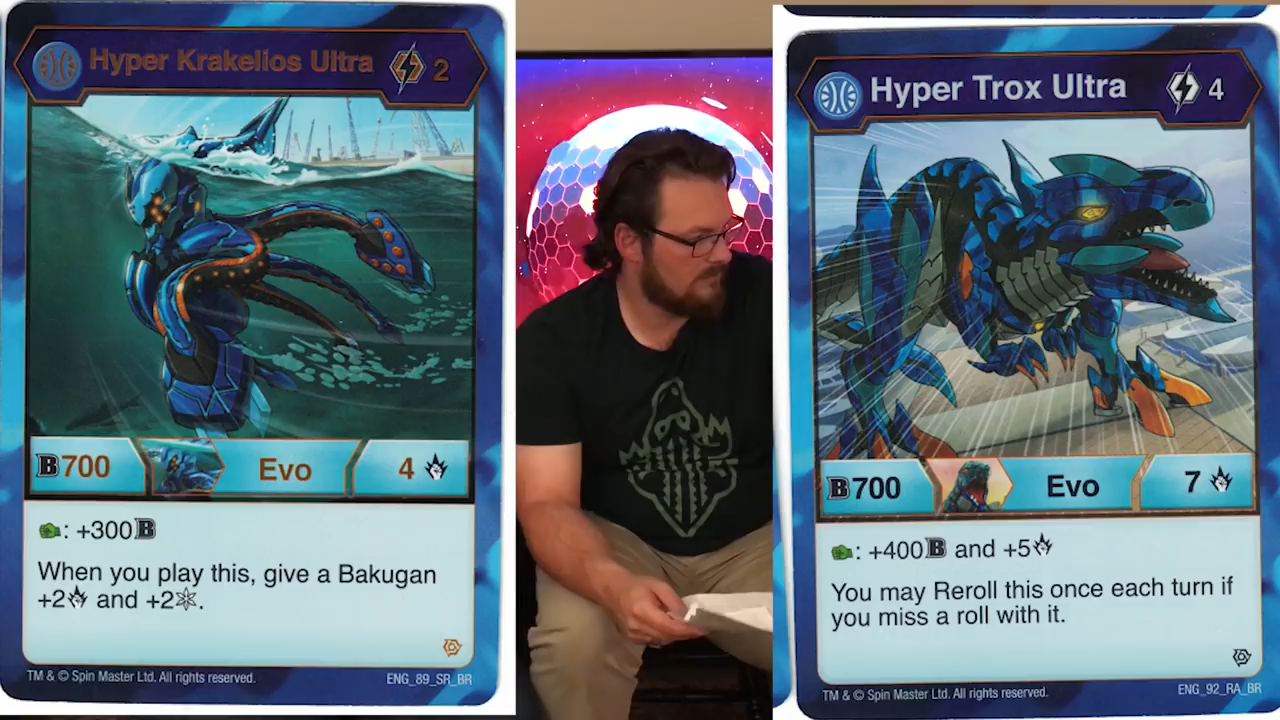 Hyper Krakelios Ultra 2
B700 Evo 4
: +300B
When you play this, give a Bakugan
+2 and +2.
TM & © Spin Master Ltd. All rights reserved. ENG_89_SR_BR
Hyper Trox Ultra 4
B700 Evo 7
: +400B and +5
You may Reroll this once each turn if
you miss a roll with it.
TM & © Spin Master Ltd. All rights reserved. ENG_92_RA_BR